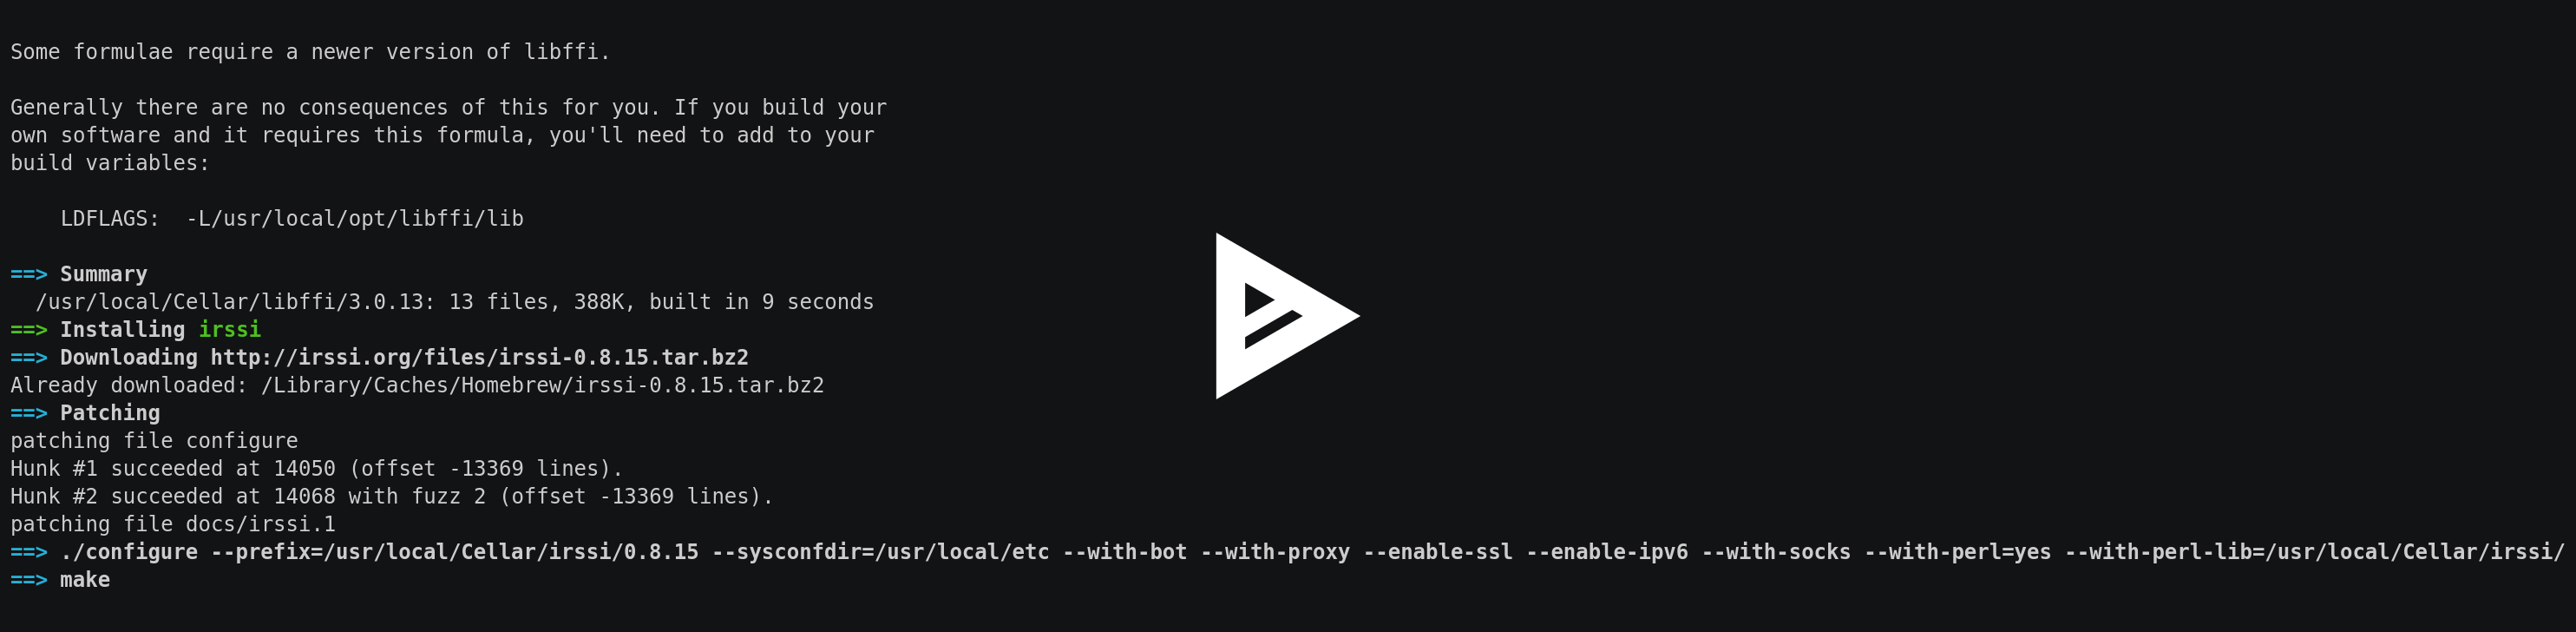 Some formulae require a newer version of libffi.
Generally there are no consequences of this for you. If you build your
own software and it requires this formula, you'll need to add to your
build variables:
    LDFLAGS:  -L/usr/local/opt/libffi/lib
==> Summary
  /usr/local/Cellar/libffi/3.0.13: 13 files, 388K, built in 9 seconds
==> Installing irssi
==> Downloading http://irssi.org/files/irssi-0.8.15.tar.bz2
Already downloaded: /Library/Caches/Homebrew/irssi-0.8.15.tar.bz2
==> Patching
patching file configure
Hunk #1 succeeded at 14050 (offset -13369 lines).
Hunk #2 succeeded at 14068 with fuzz 2 (offset -13369 lines).
patching file docs/irssi.1
==> ./configure --prefix=/usr/local/Cellar/irssi/0.8.15 --sysconfdir=/usr/local/etc --with-bot --with-proxy --enable-ssl --enable-ipv6 --with-socks --with-perl=yes --with-perl-lib=/usr/local/Cellar/irssi/
==> make